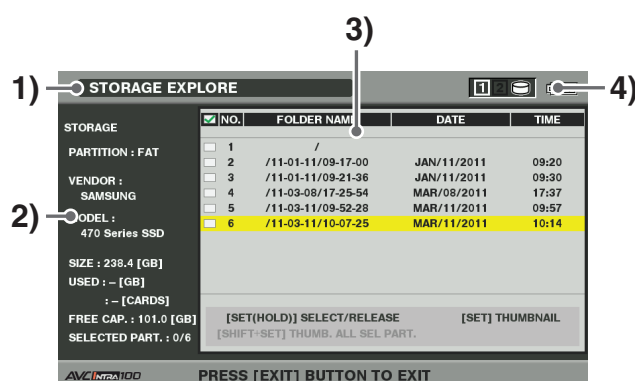 3)
1) STORAGE EXPLORE 1 2 4)
STORAGE
PARTITION : FAT
VENDOR :
SAMSUNG
2) ODEL :
470 Series SSD
SIZE : 238.4 [GB]
USED : – [GB]
: – [CARDS]
FREE CAP. : 101.0 [GB]
SELECTED PART. : 0/6
NO. FOLDER NAME DATE TIME
1 /
2 /11-01-11/09-17-00 JAN/11/2011 09:20
3 /11-01-11/09-21-36 JAN/11/2011 09:30
4 /11-03-08/17-25-54 MAR/08/2011 17:37
5 /11-03-11/09-52-28 MAR/11/2011 09:57
6 /11-03-11/10-07-25 MAR/11/2011 10:14
[SET(HOLD)] SELECT/RELEASE [SET] THUMBNAIL
[SHIFT+SET] THUMB. ALL SEL PART.
AVC INTRA 100 PRESS [EXIT] BUTTON TO EXIT